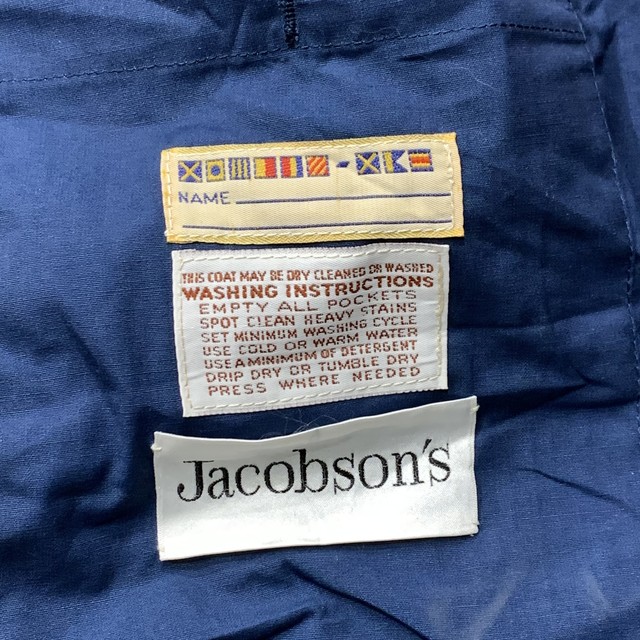 NAME
THIS COAT MAY BE DRY CLEANED OR WASHED
WASHING INSTRUCTIONS
EMPTY ALL POCKETS
SPOT CLEAN HEAVY STAINS
SET MINIMUM WASHING CYCLE
USE COLD OR WARM WATER
USE A MINIMUM OF DETERGENT
DRIP DRY OR TUMBLE DRY
PRESS WHERE NEEDED
Jacobson's